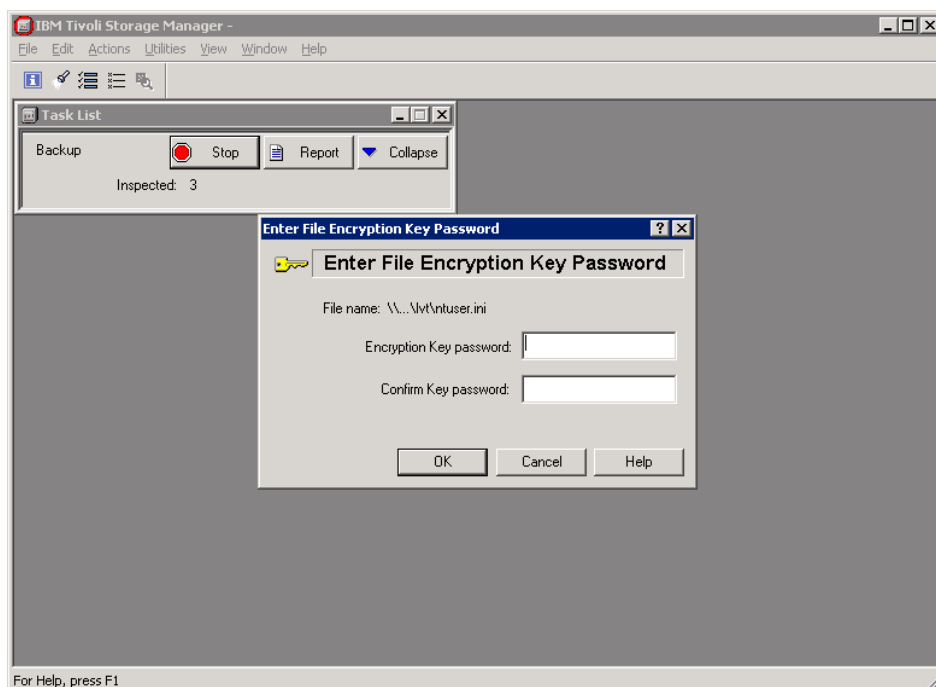 IBM Tivoli Storage Manager -
File Edit Actions Utilities View Window Help
Task List
Backup Stop Report Collapse
Inspected: 3
Enter File Encryption Key Password
Enter File Encryption Key Password
File name: \\...\lvt\ntuser.ini
Encryption Key password:
Confirm Key password:
OK Cancel Help
For Help, press F1